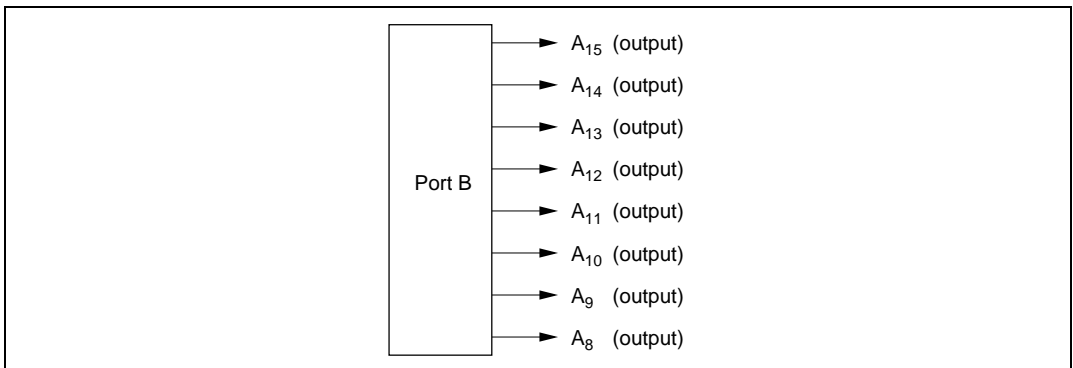 A15 (output)
A14 (output)
A13 (output)
A12 (output)
Port B
A11 (output)
A10 (output)
A9 (output)
A8 (output)